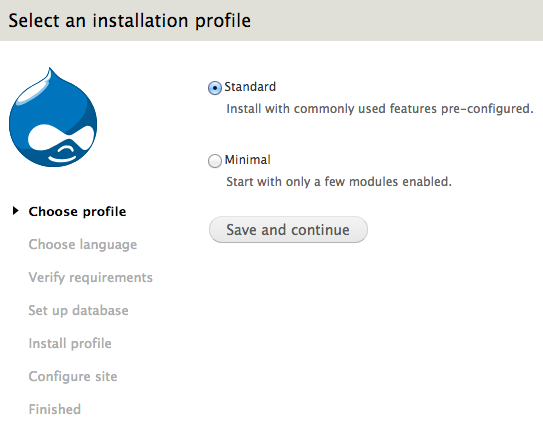 Select an installation profile
Standard
Install with commonly used features pre-configured.
Minimal
Start with only a few modules enabled.
Save and continue
Choose profile
Choose language
Verify requirements
Set up database
Install profile
Configure site
Finished